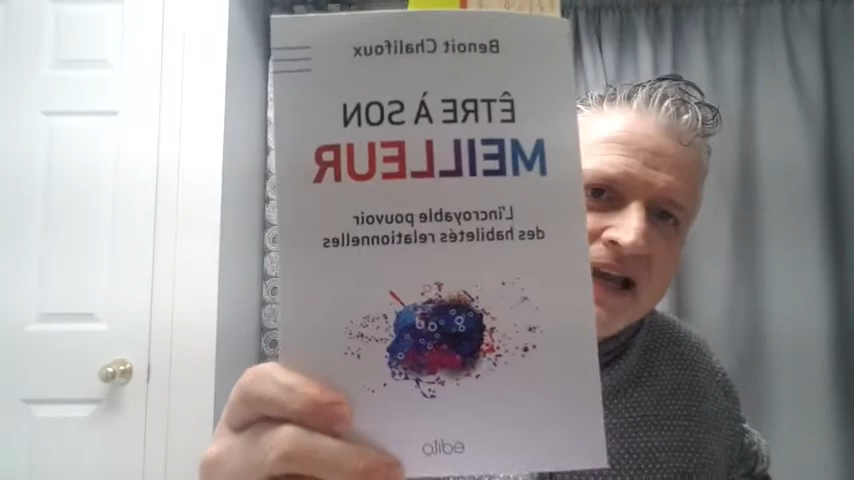 Benoit Chalifoux
ÊTRE À SON
MEILLEUR
L'incroyable pouvoir
des habiletés relationnelles
edito